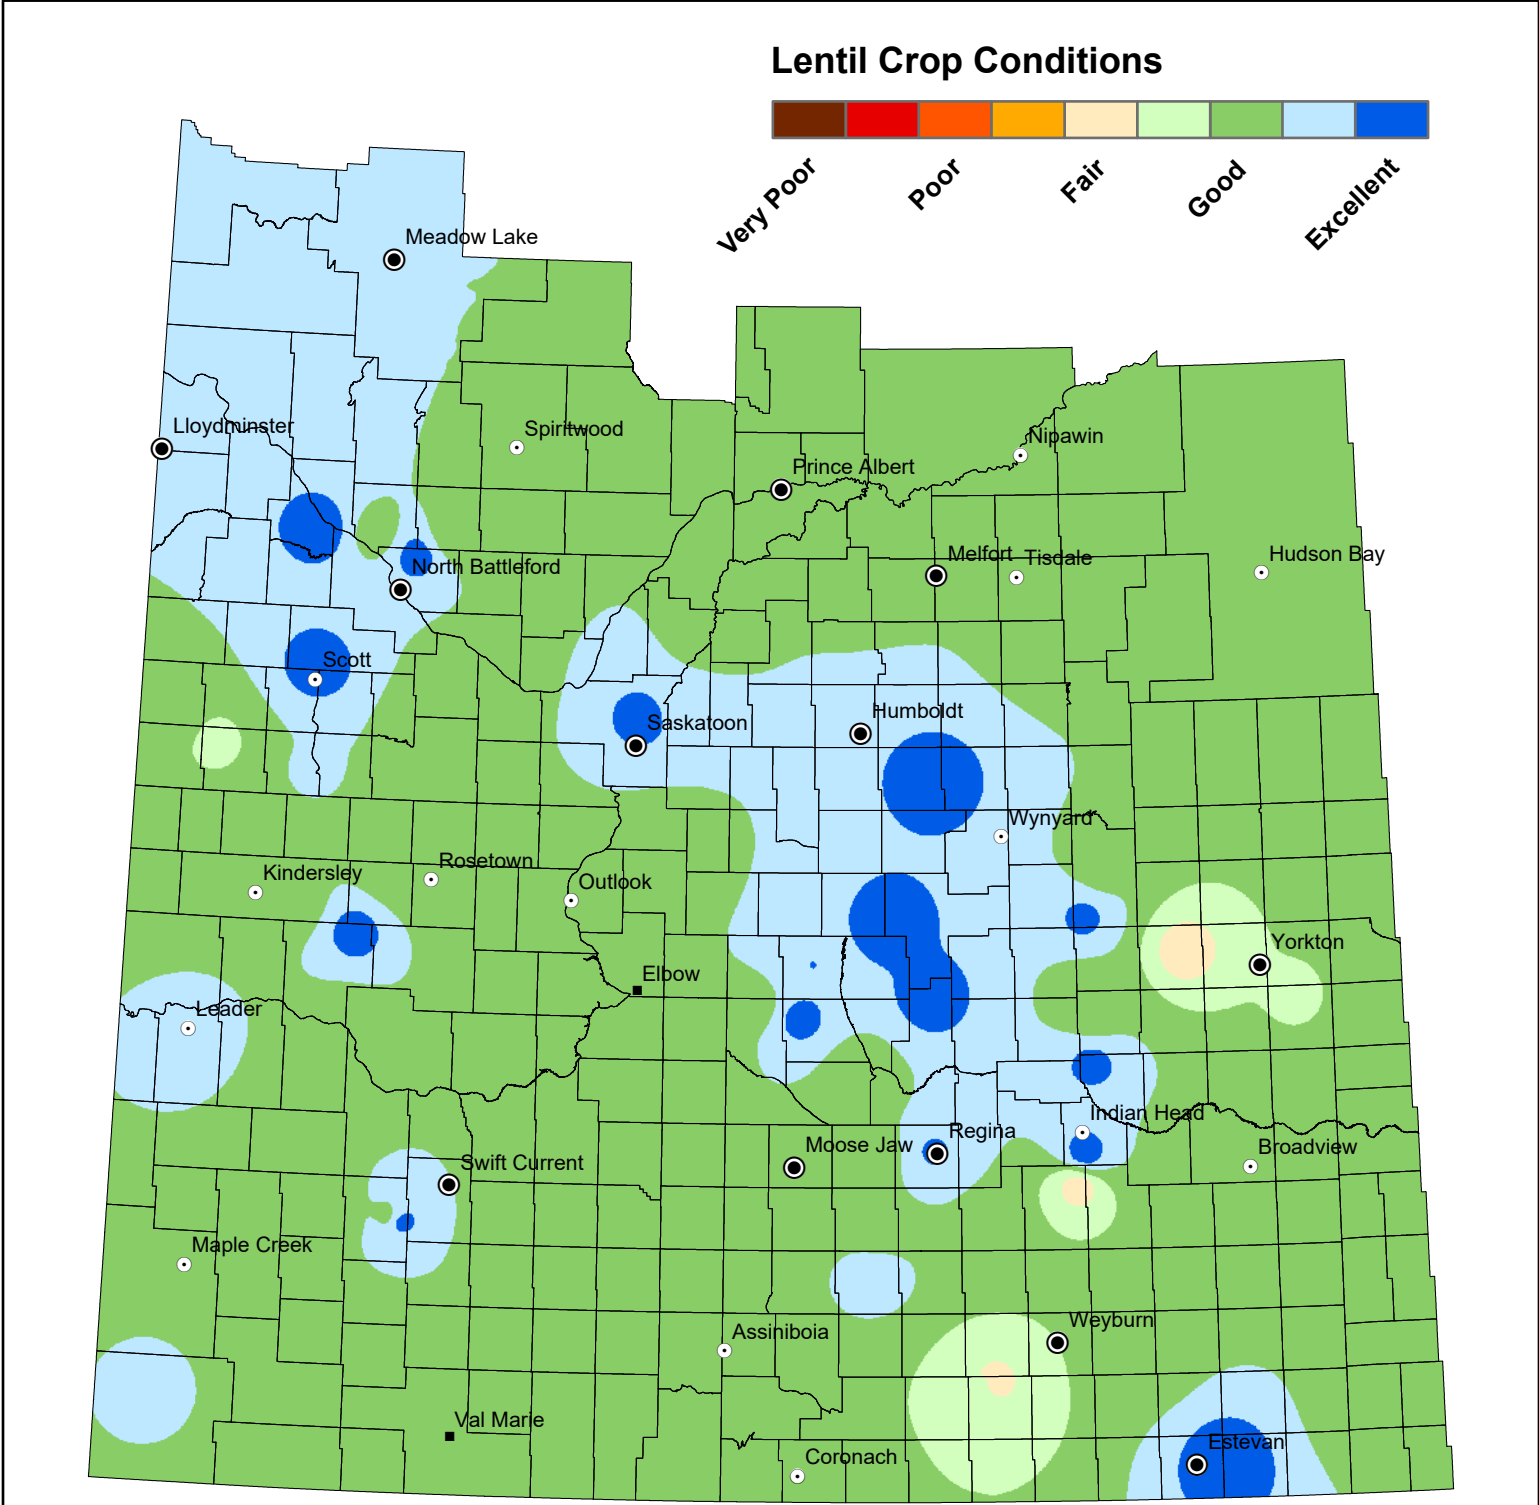 Lentil Crop Conditions
Very Poor
Poor
Fair
Good
Excellent
Meadow Lake
Lloydminster
Spiritwood
Nipawin
Prince Albert
Melfort
Tisdale
Hudson Bay
North Battleford
Scott
Saskatoon
Humboldt
Wynyard
Kindersley
Rosetown
Outlook
Yorkton
Elbow
Leader
Indian Head
Moose Jaw
Regina
Broadview
Swift Current
Maple Creek
Assiniboia
Weyburn
Val Marie
Coronach
Estevan